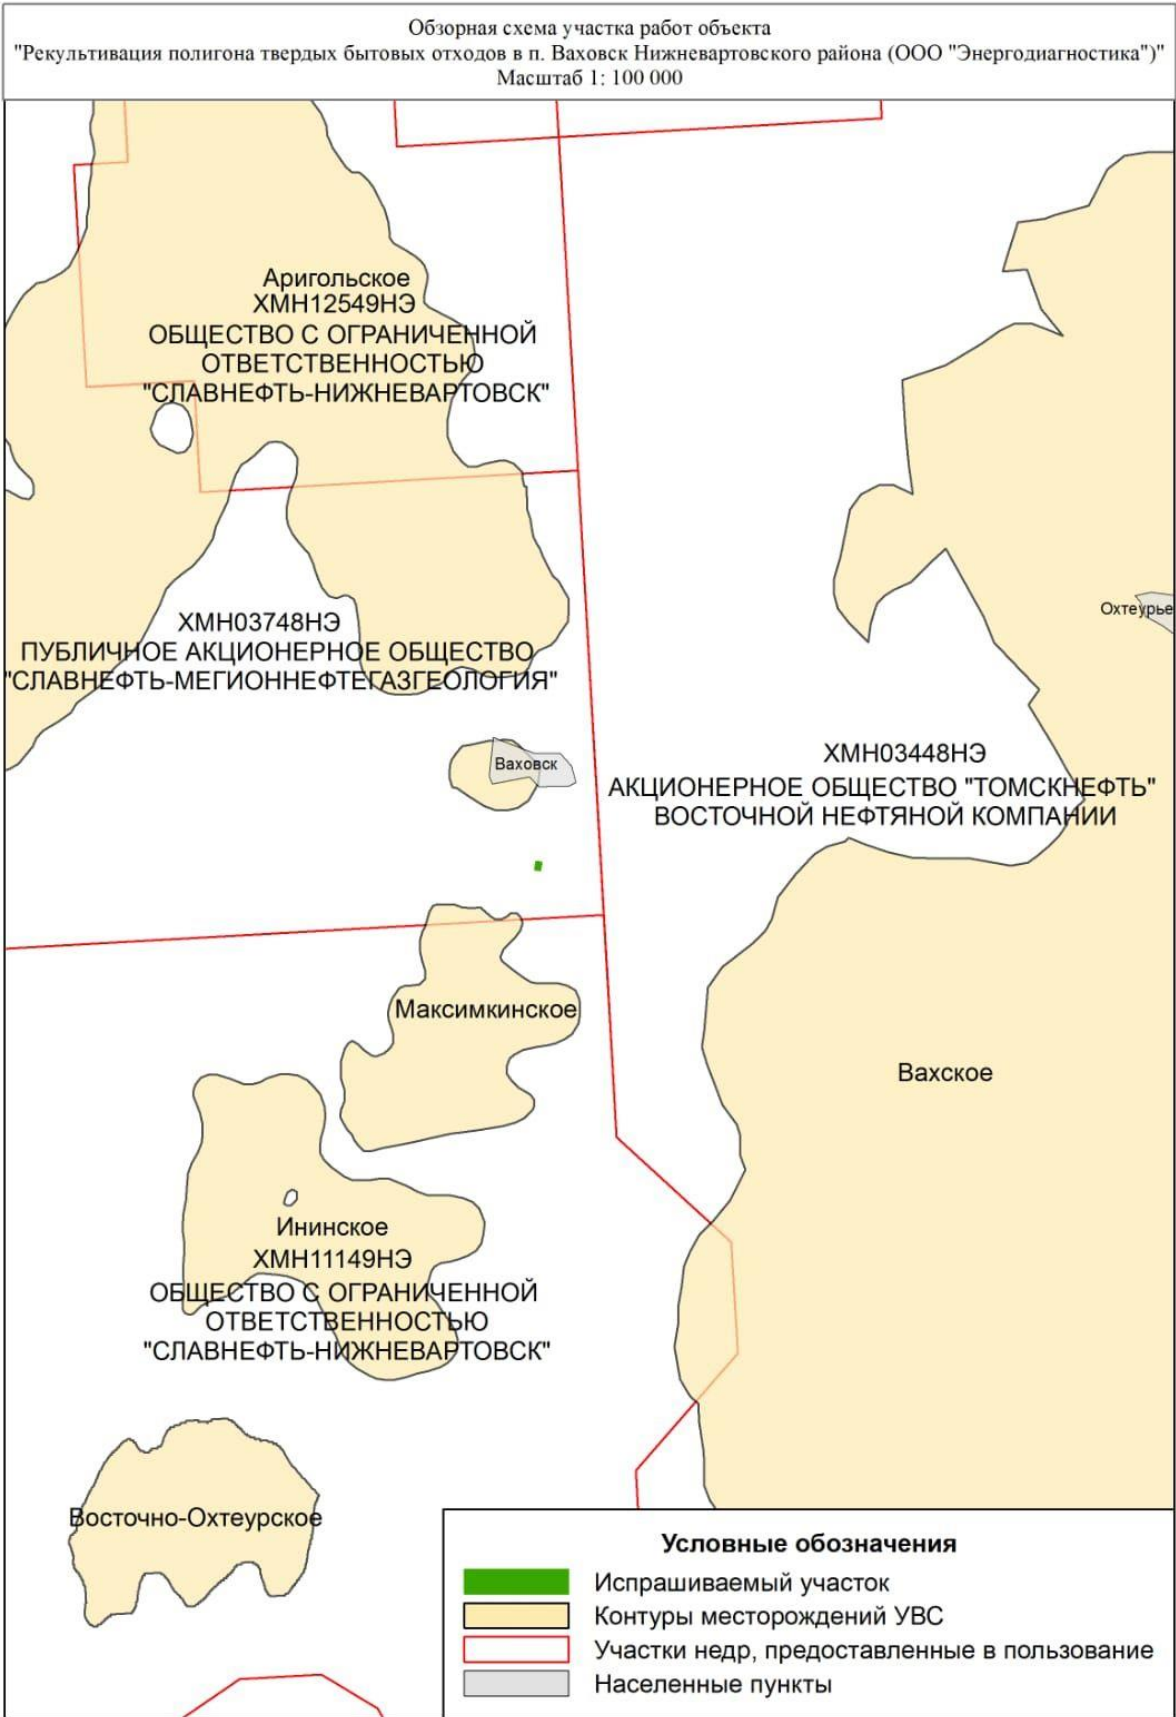 Обзорная схема участка работ объекта
"Рекультивация полигона твердых бытовых отходов в п. Ваховск Нижневартовского района (ООО "Энергодиагностика")"
Масштаб 1: 100 000
Аригольское
ХМН12549НЭ
ОБЩЕСТВО С ОГРАНИЧЕННОЙ
ОТВЕТСТВЕННОСТЬЮ
"СЛАВНЕФТЬ-НИЖНЕВАРТОВСК"
Охтеурье
ХМН03748НЭ
ПУБЛИЧНОЕ АКЦИОНЕРНОЕ ОБЩЕСТВО
"СЛАВНЕФТЬ-МЕГИОННЕФТЕГАЗГЕОЛОГИЯ"
Ваховск
ХМН03448НЭ
АКЦИОНЕРНОЕ ОБЩЕСТВО "ТОМСКНЕФТЬ"
ВОСТОЧНОЙ НЕФТЯНОЙ КОМПАНИИ
Максимкинское
Вахское
Ининское
ХМН11149НЭ
ОБЩЕСТВО С ОГРАНИЧЕННОЙ
ОТВЕТСТВЕННОСТЬЮ
"СЛАВНЕФТЬ-НИЖНЕВАРТОВСК"
Восточно-Охтеурское
Условные обозначения
Испрашиваемый участок
Контуры месторождений УВС
Участки недр, предоставленные в пользование
Населенные пункты